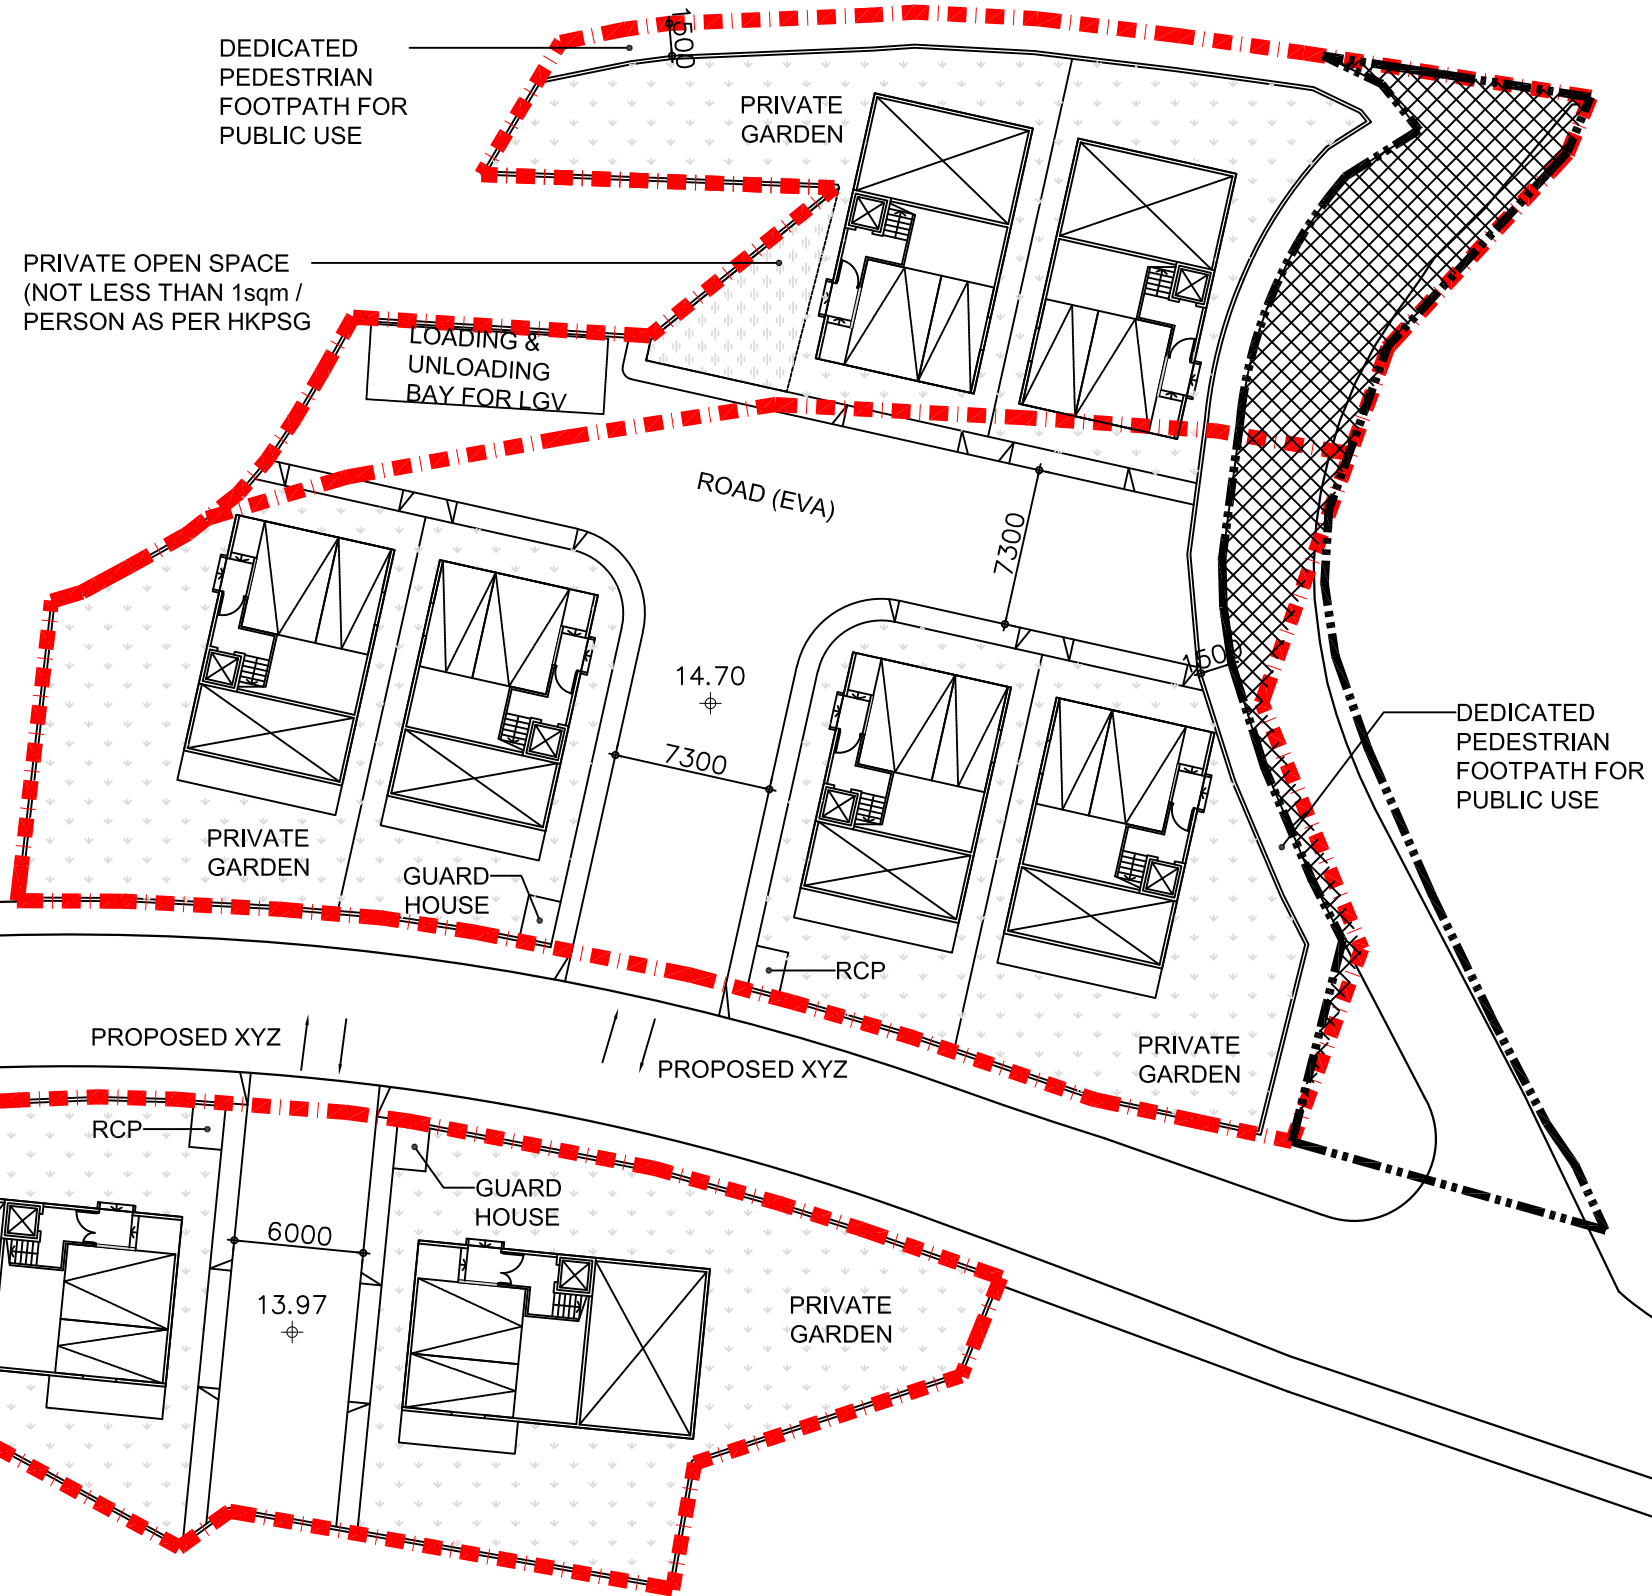 DEDICATED
PEDESTRIAN
FOOTPATH FOR
PUBLIC USE
1500
PRIVATE
GARDEN
PRIVATE OPEN SPACE
(NOT LESS THAN 1sqm /
PERSON AS PER HKPSG
LOADING &
UNLOADING
BAY FOR LGV
ROAD (EVA)
7300
1500
14.70
7300
DEDICATED
PEDESTRIAN
FOOTPATH FOR
PUBLIC USE
PRIVATE
GARDEN
GUARD
HOUSE
RCP
PROPOSED XYZ
PROPOSED XYZ
PRIVATE
GARDEN
RCP
GUARD
HOUSE
6000
13.97
PRIVATE
GARDEN